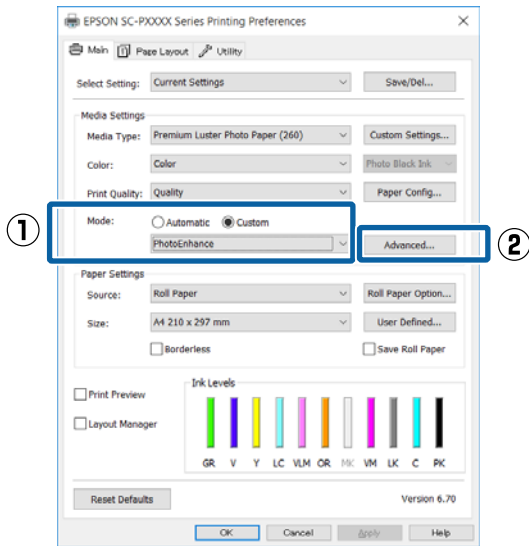 EPSON SC-PXXXX Series Printing Preferences
Main Page Layout Utility
Select Setting: Current Settings Save/Del...
Media Settings
Media Type: Premium Luster Photo Paper (260) Custom Settings...
Color: Color Photo Black Ink
Print Quality: Quality Paper Config...
① Mode: Automatic Custom
PhotoEnhance Advanced... ②
Paper Settings
Source: Roll Paper Roll Paper Option...
Size: A4 210 x 297 mm User Defined...
Borderless Save Roll Paper
Print Preview Ink Levels
Layout Manager
GR V Y LC VLM OR MK VM LK C PK
Reset Defaults Version 6.70
OK Cancel Apply Help